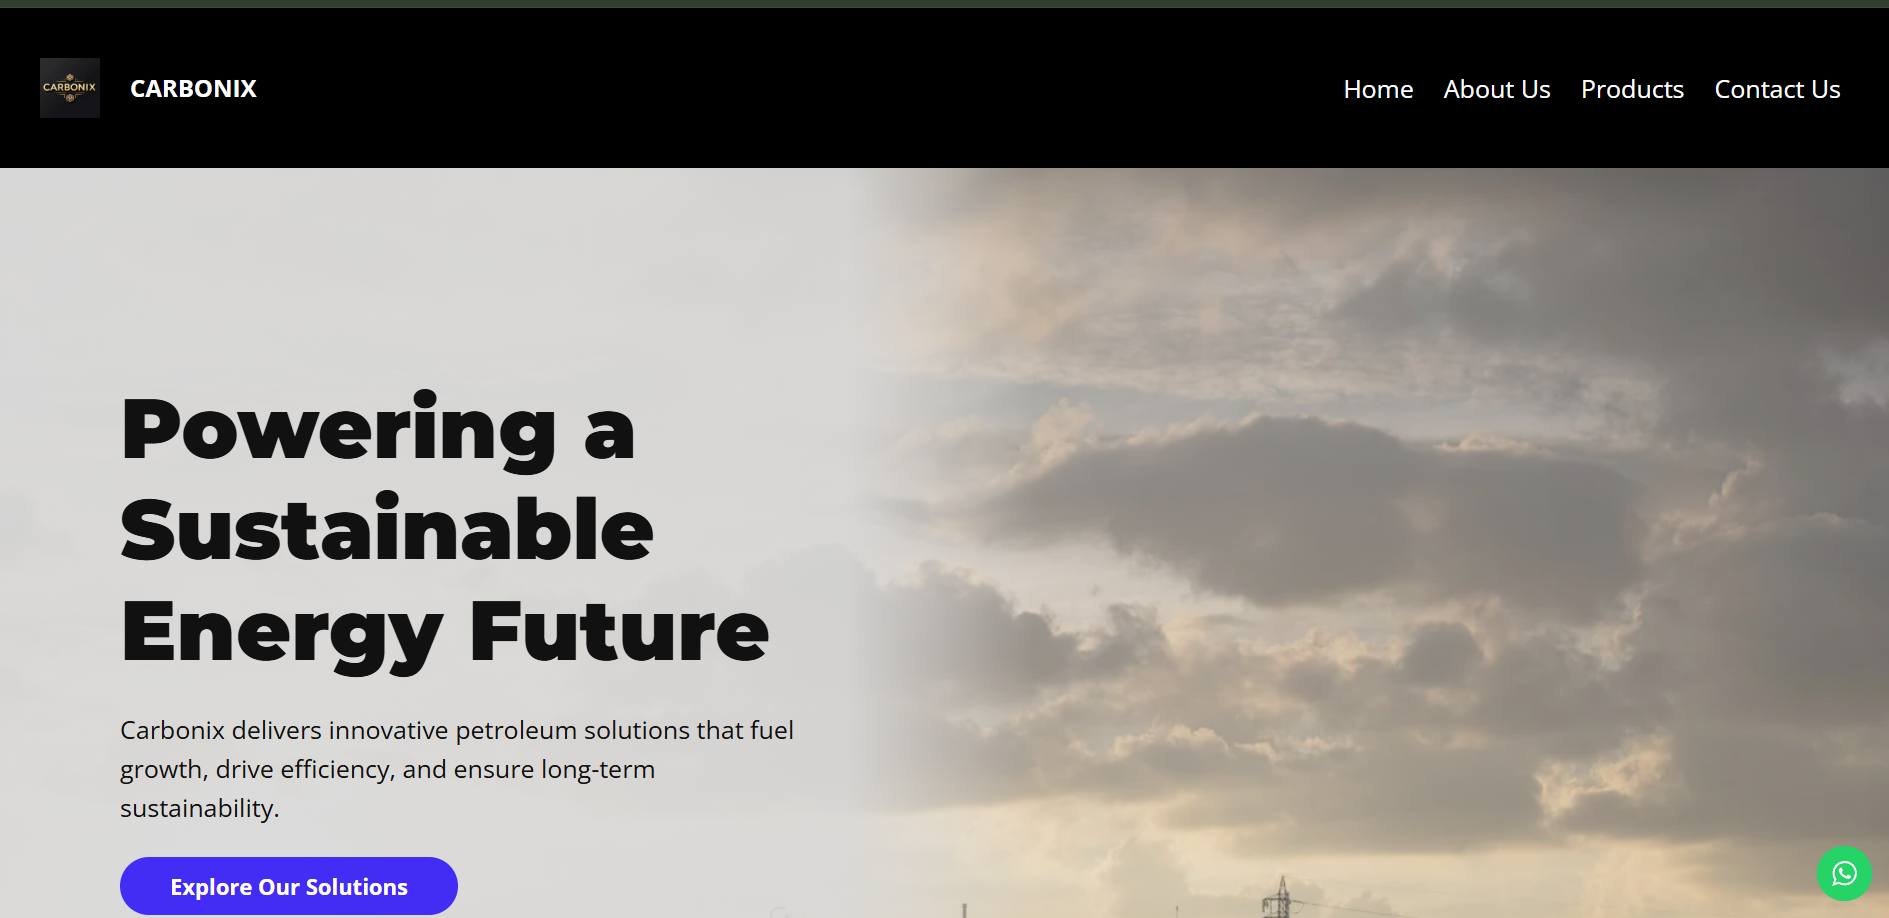 CARBONIX
CARBONIX
Home
About Us
Products
Contact Us
Powering a
Sustainable
Energy Future
Carbonix delivers innovative petroleum solutions that fuel
growth, drive efficiency, and ensure long-term
sustainability.
Explore Our Solutions